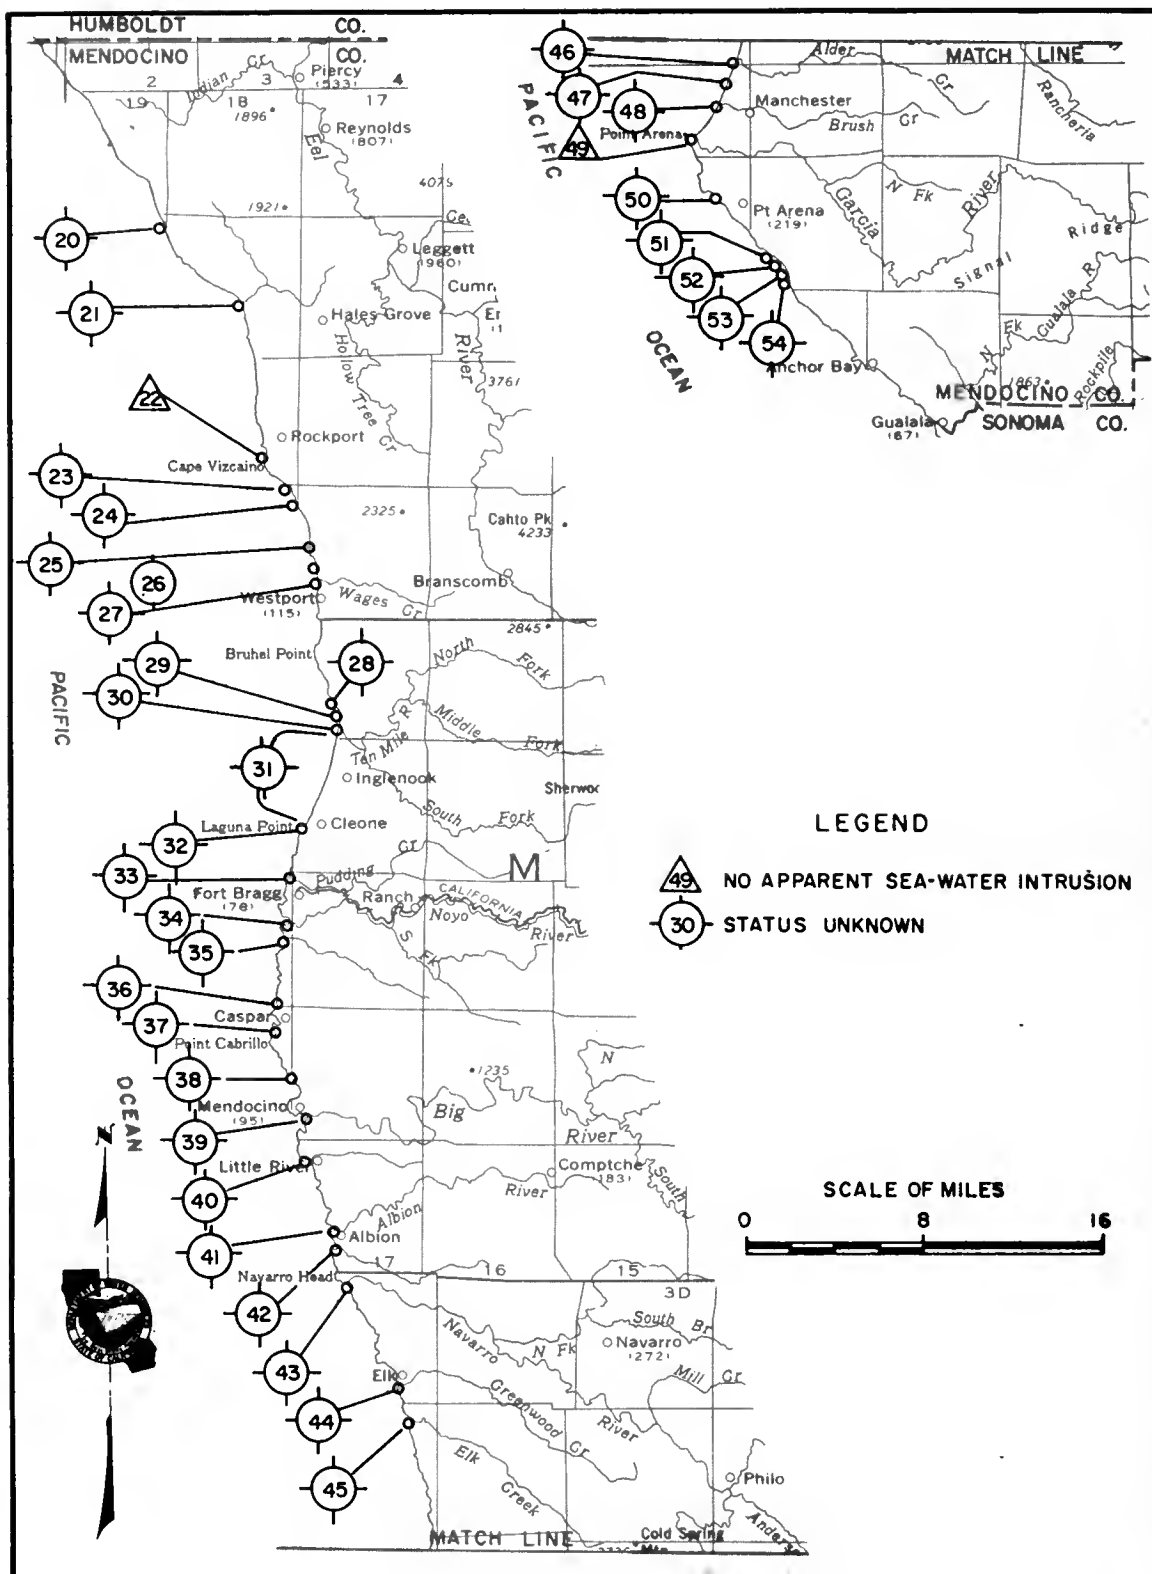 HUMBOLDT CO.
MENDOCINO CO.
2 3 4
19 18 17
Indian Cr
Piercy
(533)
1896
Reynolds
(807)
Eel
4075
1921
Leggett
(960)
Cumm
20
21
Hales Grove
Hollow Tree Cr
River
3761
22
Rockport
Cape Vizcaino
23
24
2325
Cahto Pk
4233
25
26
27
Branscomb
Westport
(115)
Wages Cr
2845
Bruhel Point
28
29
30
North Fork
Middle Fork
PACIFIC
Ten Mile R
31
Inglenook
Sherwoo
South Fork
Laguna Point
Cleone
32
33
Pudding Cr
M
Fort Bragg
(78)
Ranch
CALIFORNIA
Noyo
River
34
35
S Fk
36
Caspar
37
Point Cabrillo
N
38
1235
OCEAN
Mendocino
(95)
Big
River
39
Little River
Comptche
(183)
South
40
River
Albion
Albion
41
17 16 15
Navarro Head
3D
42
South Br
Navarro
N Fk
Navarro
(272)
43
Mill Cr
Elk
44
Greenwood Cr
River
45
Elk
Creek
Philo
Anders
MATCH LINE
Cold Spring
Mtn
46
Alder
Cr
MATCH LINE
47
48
PACIFIC
Manchester
Brush Cr
Rancheria
Point Arena
49
N Fk
River
50
Pt Arena
(219)
Garcia
Ridge
51
Signal
52
53
54
OCEAN
Anchor Bay
N Fk
Gualala R
1863
Rockpile
MENDOCINO CO.
Gualala
(67)
SONOMA CO.
LEGEND
49 NO APPARENT SEA-WATER INTRUSION
30 STATUS UNKNOWN
SCALE OF MILES
0 8 16